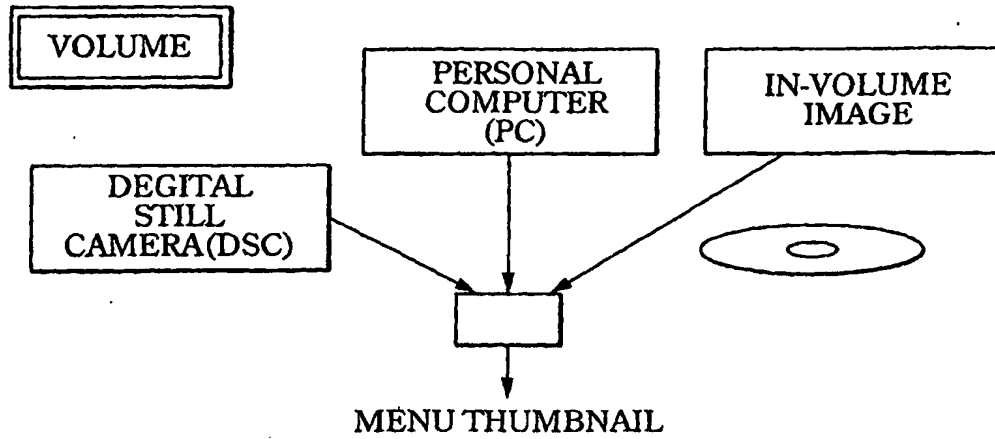 VOLUME
PERSONAL
COMPUTER
(PC)
IN-VOLUME
IMAGE
DEGITAL
STILL
CAMERA(DSC)
MENU THUMBNAIL